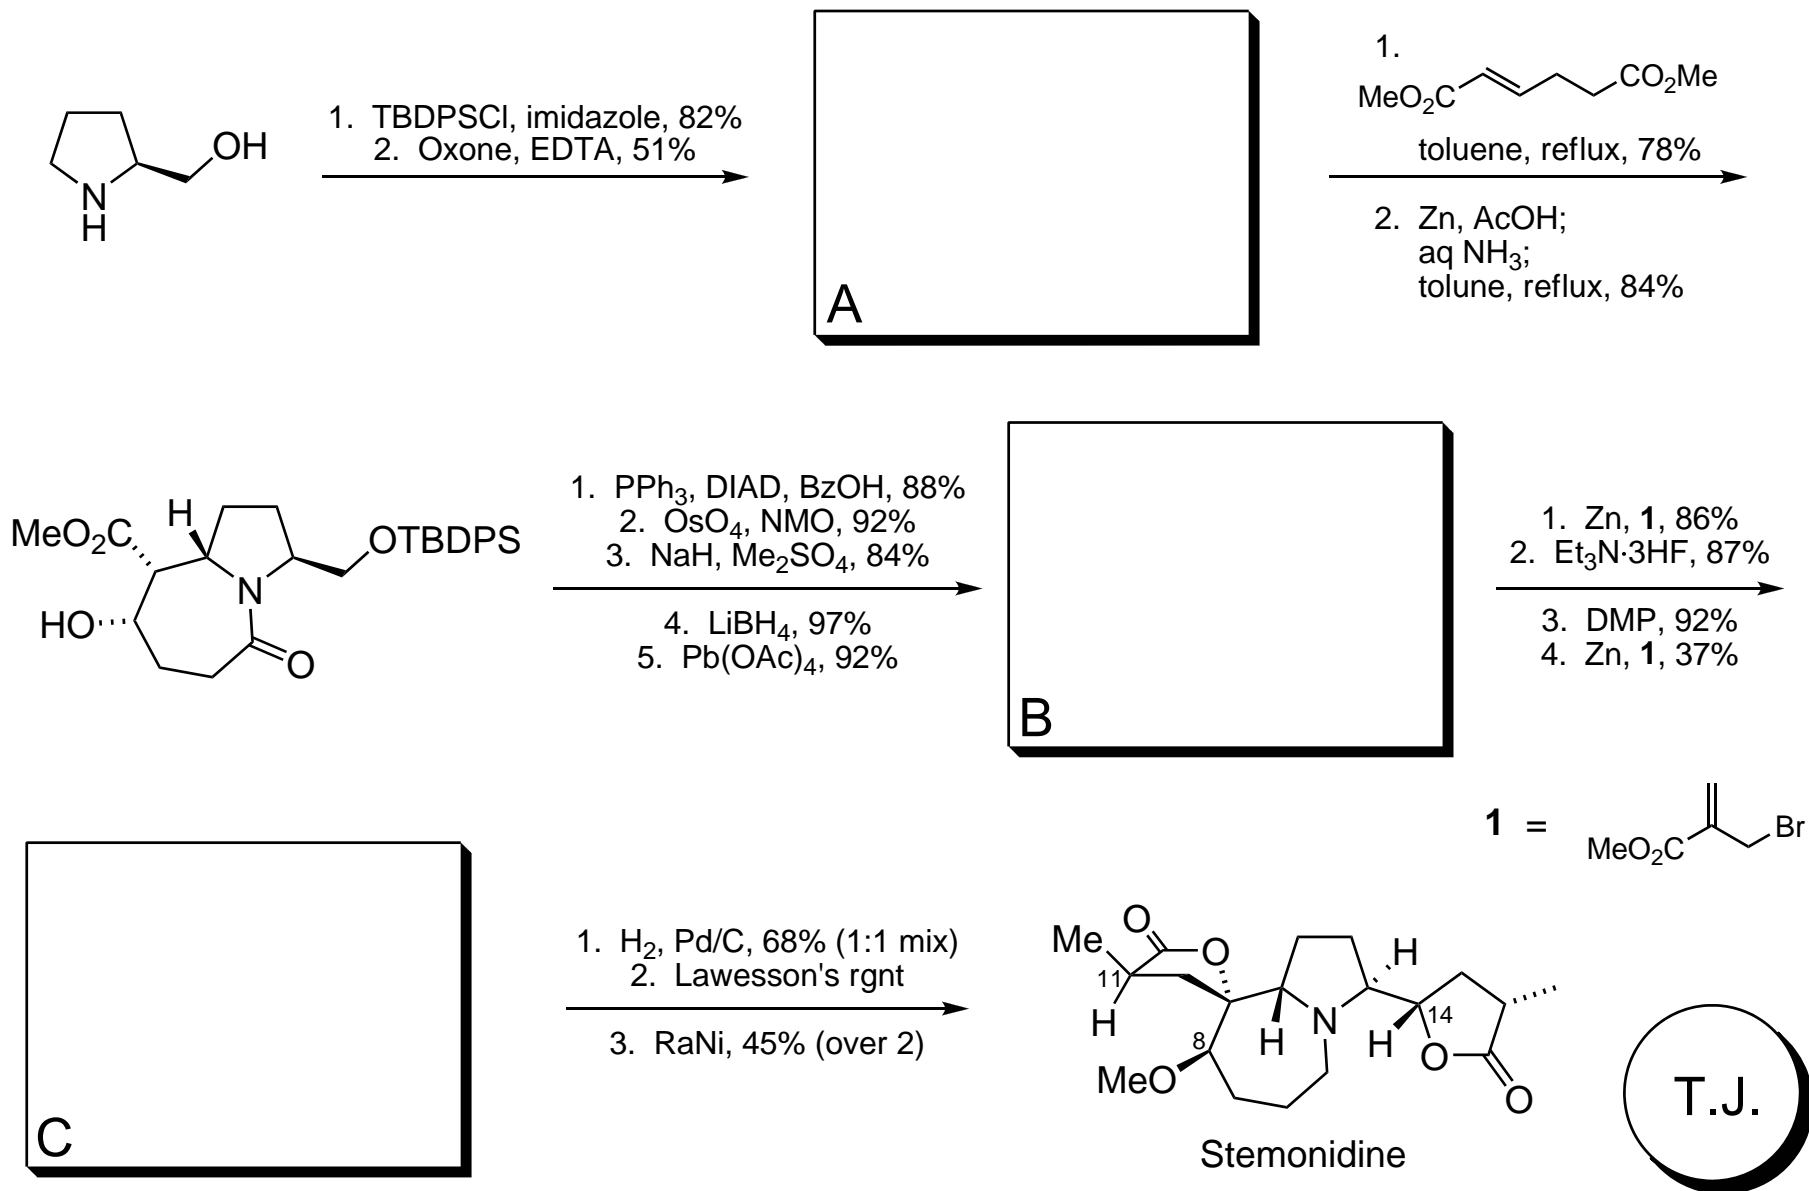 OH
N
H
1. TBDPSCl, imidazole, 82%
2. Oxone, EDTA, 51%
A
1.
MeO₂C
CO₂Me
toluene, reflux, 78%
2. Zn, AcOH;
aq NH₃;
tolune, reflux, 84%
MeO₂C
H
OTBDPS
N
HO
O
1. PPh₃, DIAD, BzOH, 88%
2. OsO₄, NMO, 92%
3. NaH, Me₂SO₄, 84%
4. LiBH₄, 97%
5. Pb(OAc)₄, 92%
B
1. Zn, 1, 86%
2. Et₃N·3HF, 87%
3. DMP, 92%
4. Zn, 1, 37%
1 =
MeO₂C
Br
C
1. H₂, Pd/C, 68% (1:1 mix)
2. Lawesson's rgnt
3. RaNi, 45% (over 2)
O
Me
O
11
H
H
N
14
8
H
H
O
MeO
O
Stemonidine
T.J.